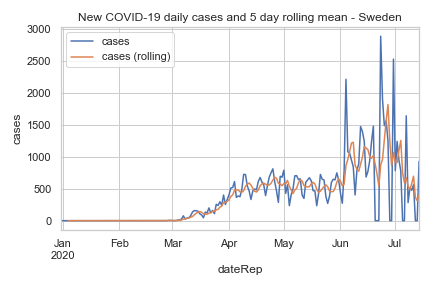 New COVID-19 daily cases and 5 day rolling mean - Sweden
cases
cases (rolling)
3000
2500
2000
1500
1000
500
0
cases
Jan
2020
Feb
Mar
Apr
May
Jun
Jul
dateRep